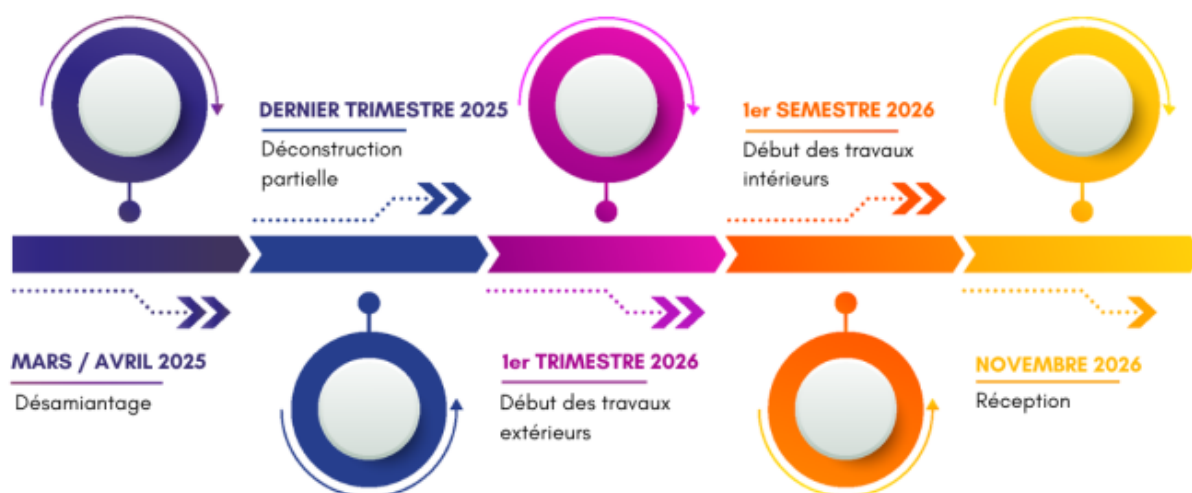 MARS / AVRIL 2025
Désamiantage
DERNIER TRIMESTRE 2025
Déconstruction
partielle
1er TRIMESTRE 2026
Début des travaux
extérieurs
1er SEMESTRE 2026
Début des travaux
intérieurs
NOVEMBRE 2026
Réception